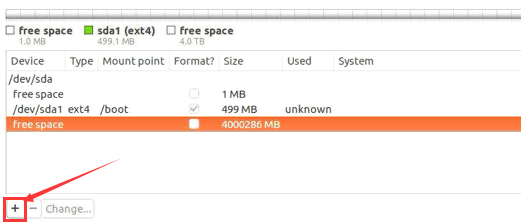 free space sda1 (ext4) free space
1.0 MB 499.1 MB 4.0 TB
Device Type Mount point Format? Size Used System
/dev/sda
free space 1 MB
/dev/sda1 ext4 /boot 499 MB unknown
free space 4000286 MB
+ − Change...